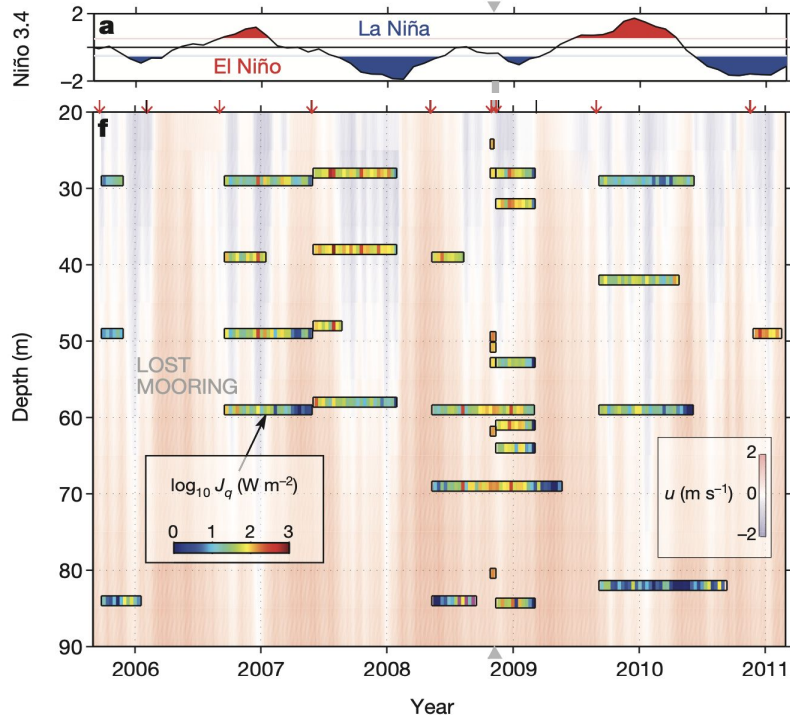 Niño 3.4
2
−2
a
La Niña
El Niño
f
Depth (m)
20
30
40
50
60
70
80
90
LOST
MOORING
log10 Jq (W m−2)
0 1 2 3
u (m s−1)
2
0
−2
2006 2007 2008 2009 2010 2011
Year